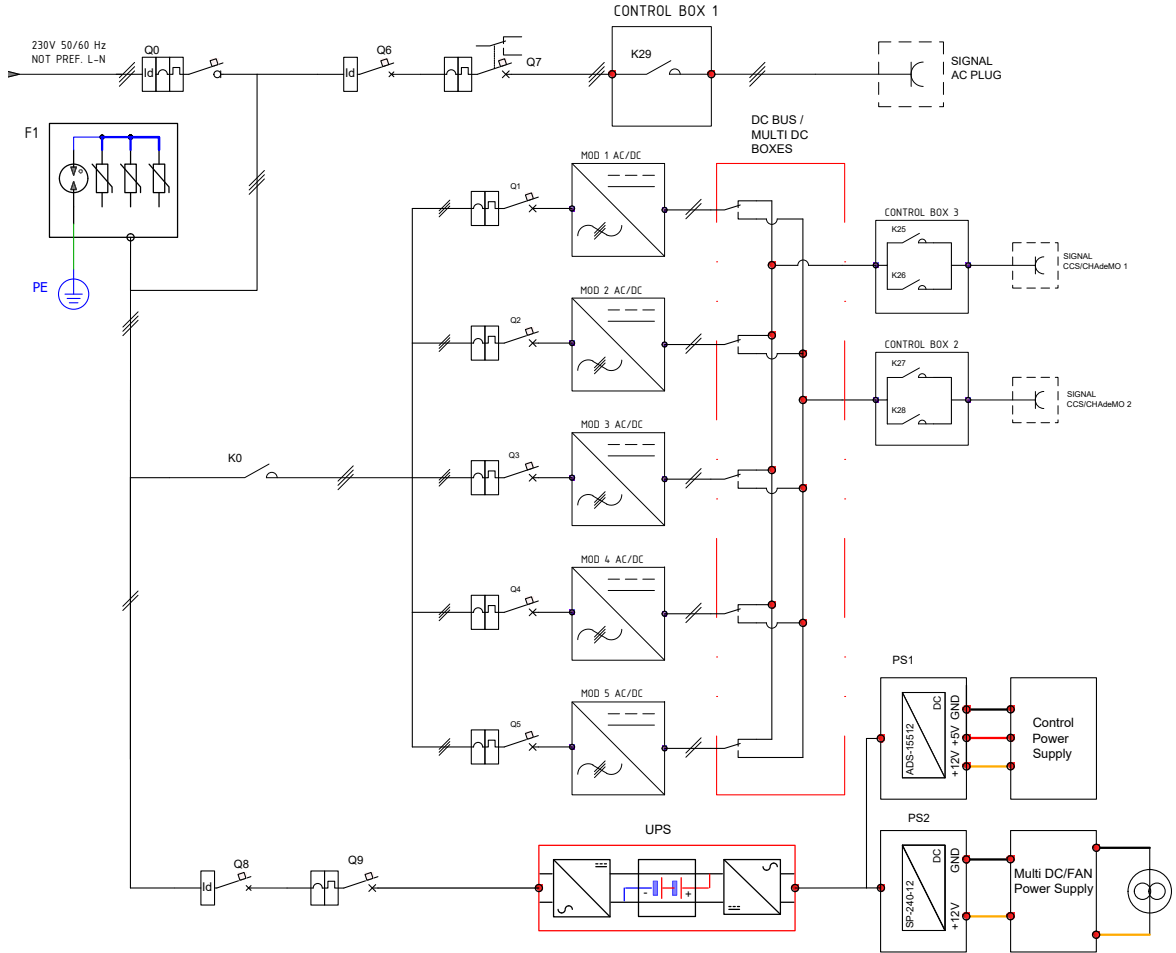 CONTROL BOX 1
230V 50/60 Hz
NOT PREF. L-N
Q0
Id
Q6
Id
Q7
K29
SIGNAL
AC PLUG
F1
PE
DC BUS /
MULTI DC
BOXES
MOD 1 AC/DC
Q1
CONTROL BOX 3
K25
K26
SIGNAL
CCS/CHAdeMO 1
MOD 2 AC/DC
Q2
CONTROL BOX 2
K27
K28
SIGNAL
CCS/CHAdeMO 2
MOD 3 AC/DC
Q3
K0
MOD 4 AC/DC
Q4
MOD 5 AC/DC
Q5
PS1
ADS-15512
DC
GND
+5V
+12V
Control
Power
Supply
UPS
- +
PS2
SP-240-12
DC
GND
+12V
Multi DC/FAN
Power Supply
Q8
Id
Q9